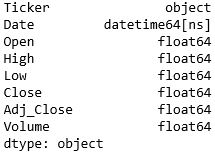 Ticker object
Date datetime64[ns]
Open float64
High float64
Low float64
Close float64
Adj_Close float64
Volume float64
dtype: object